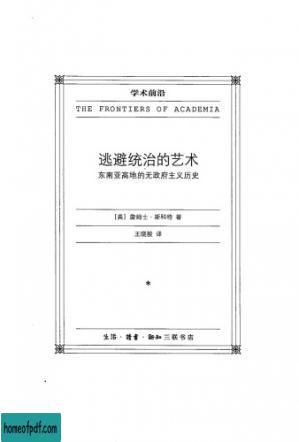 学术前沿
THE FRONTIERS OF ACADEMIA
逃避统治的艺术
东南亚高地的无政府主义历史
[美] 詹姆士·斯科特 著
王晓毅 译
*
生活·读书·新知三联书店
homeofpdf.com